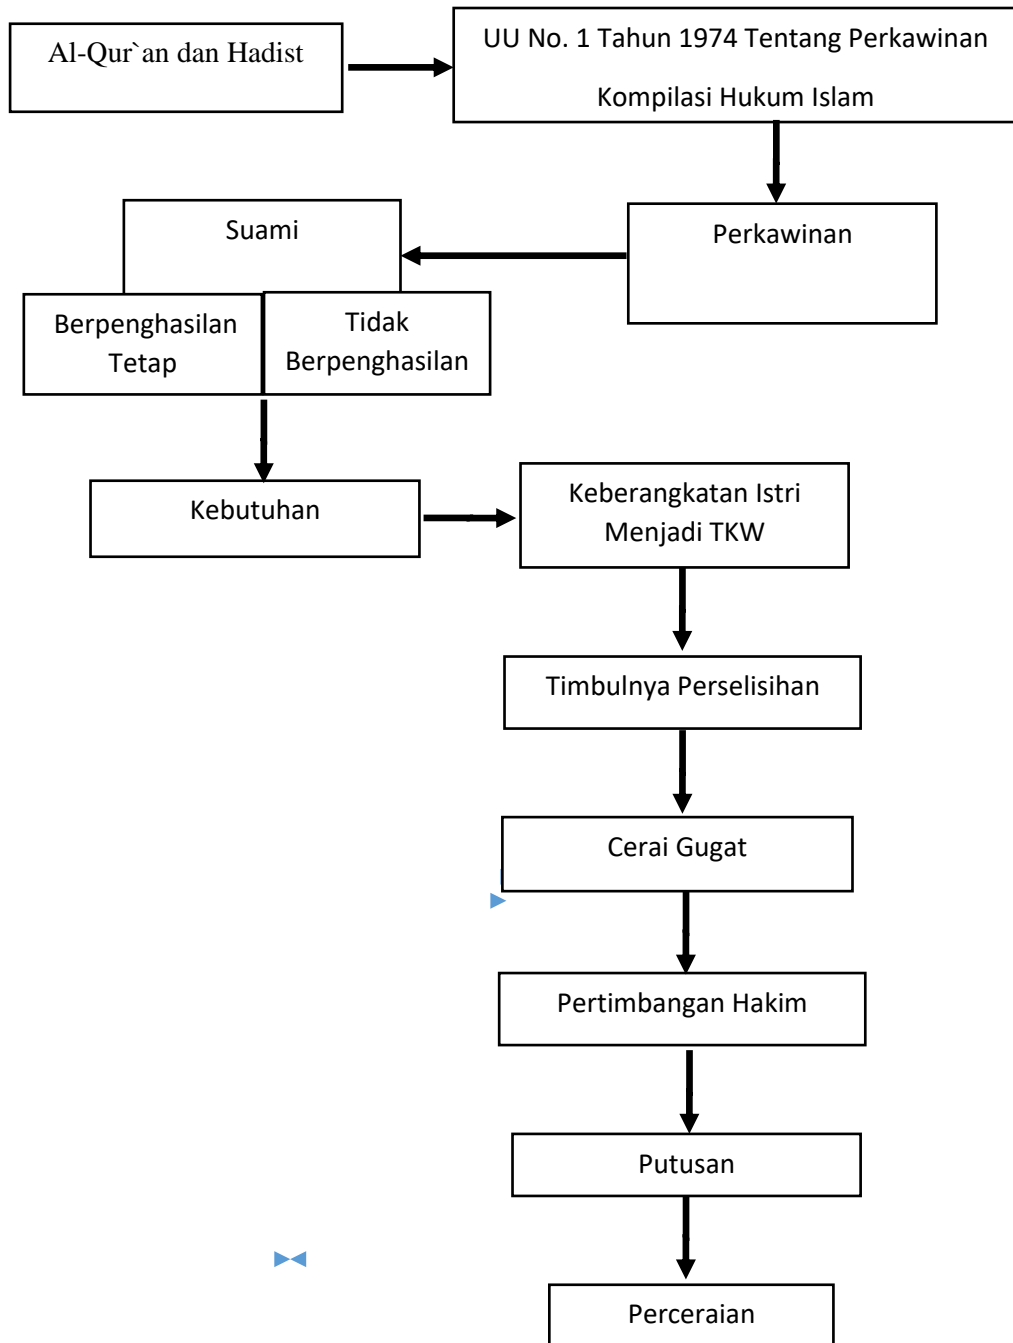 Al-Qur`an dan Hadist
UU No. 1 Tahun 1974 Tentang Perkawinan
Kompilasi Hukum Islam
Suami
Perkawinan
Berpenghasilan
Tetap
Tidak
Berpenghasilan
Kebutuhan
Keberangkatan Istri
Menjadi TKW
Timbulnya Perselisihan
Cerai Gugat
Pertimbangan Hakim
Putusan
Perceraian